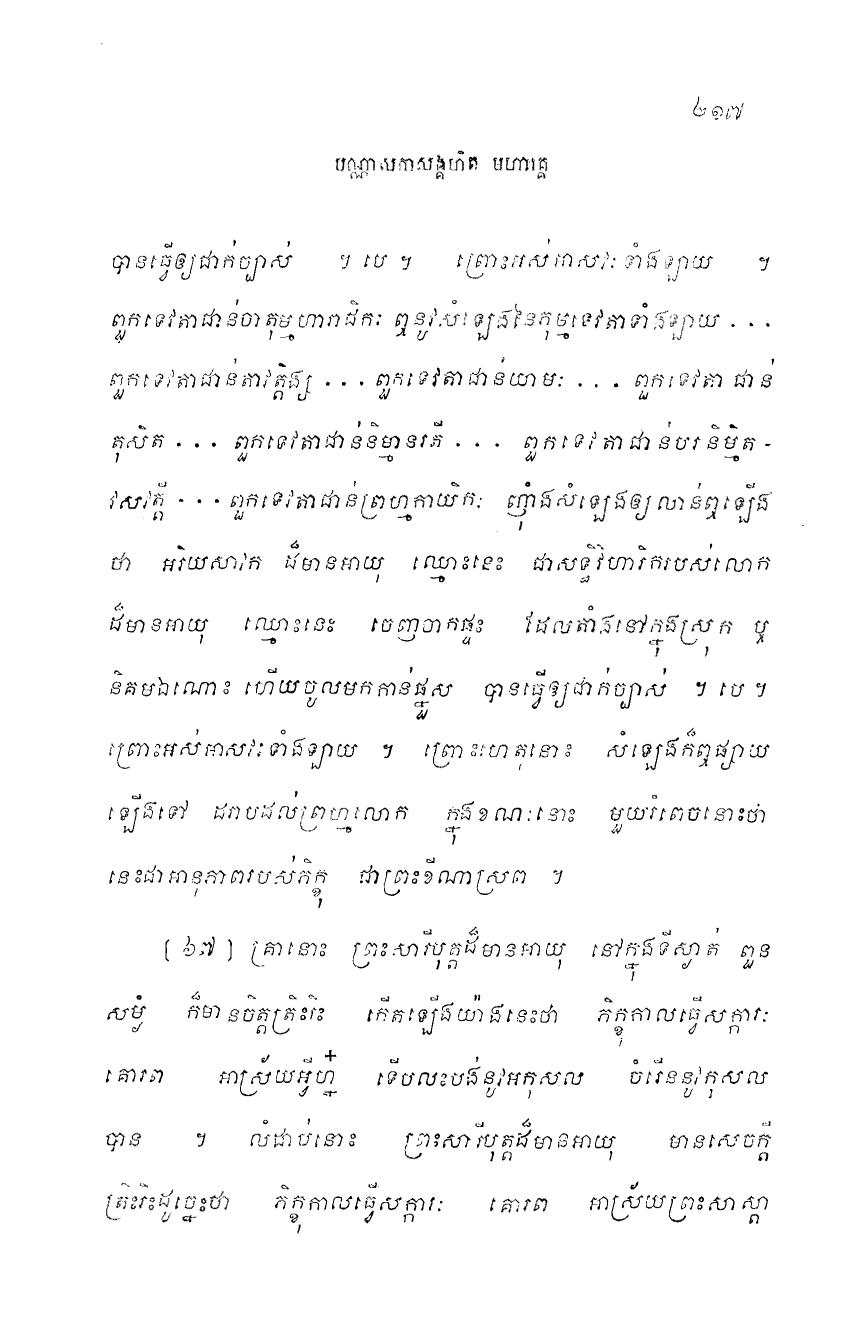 ២១៧
បណ្ណាសកាសង្គហិត មហាវគ្គ
បានធ្វើឲ្យជាក់ច្បាស់ ។ បេ ។ ព្រោះអស់អាសវៈទាំងឡាយ ។
ពួកទេវតាជាន់ចាតុម្មហារាជិកៈ ឮនូវសំឡេងនៃភុម្មទេវតាទាំងឡាយ . . .
ពួកទេវតាជាន់តាវត្តិង្ស . . . ពួកទេវតាជាន់យាមៈ . . . ពួកទេវតា ជាន់
តុសិត . . . ពួកទេវតាជាន់និម្មានរតី . . . ពួកទេវតាជាន់បរនិម្មិត -
វសវត្តី . . . ពួកទេវតាជាន់ព្រហ្មកាយិកៈ ញ៉ាំងសំឡេងឲ្យលាន់ឮឡើង
ថា អរិយសាវ័ក ដ៏មានអាយុ ឈ្មោះនេះ ជាសទ្ធិវិហារិករបស់លោក
ដ៏មានអាយុ ឈ្មោះនេះ ចេញចាកផ្ទះ ដែលតាំងនៅក្នុងស្រុក ឬ
និគមឯណោះ ហើយចូលមកកាន់ផ្នួស បានធ្វើឲ្យជាក់ច្បាស់ ។ បេ ។
ព្រោះអស់អាសវៈទាំងឡាយ ។ ព្រោះហេតុនោះ សំឡេងក៏ឮផ្សាយ
ឡើងទៅ ដរាបដល់ព្រហ្មលោក ក្នុងខណៈនោះ មួយរំពេចនោះថា
នេះជាអានុភាពរបស់ភិក្ខុ ជាព្រះខីណាស្រព ។
[ ៦៧ ] គ្រានោះ ព្រះសារីបុត្តដ៏មានអាយុ នៅក្នុងទីស្ងាត់ ពួន
សម្ងំ ក៏មានចិត្តត្រិះរិះ កើតឡើងយ៉ាងនេះថា ភិក្ខុកាលធ្វើសក្ការៈ
គោរព អាស្រ័យអ្វីហ្ន៎ ទើបលះបង់នូវអកុសល ចំរើននូវកុសល
បាន ។ លំដាប់នោះ ព្រះសារីបុត្តដ៏មានអាយុ មានសេចក្តី
ត្រិះរិះដូច្នេះថា ភិក្ខុកាលធ្វើសក្ការៈ គោរព អាស្រ័យព្រះសាស្តា